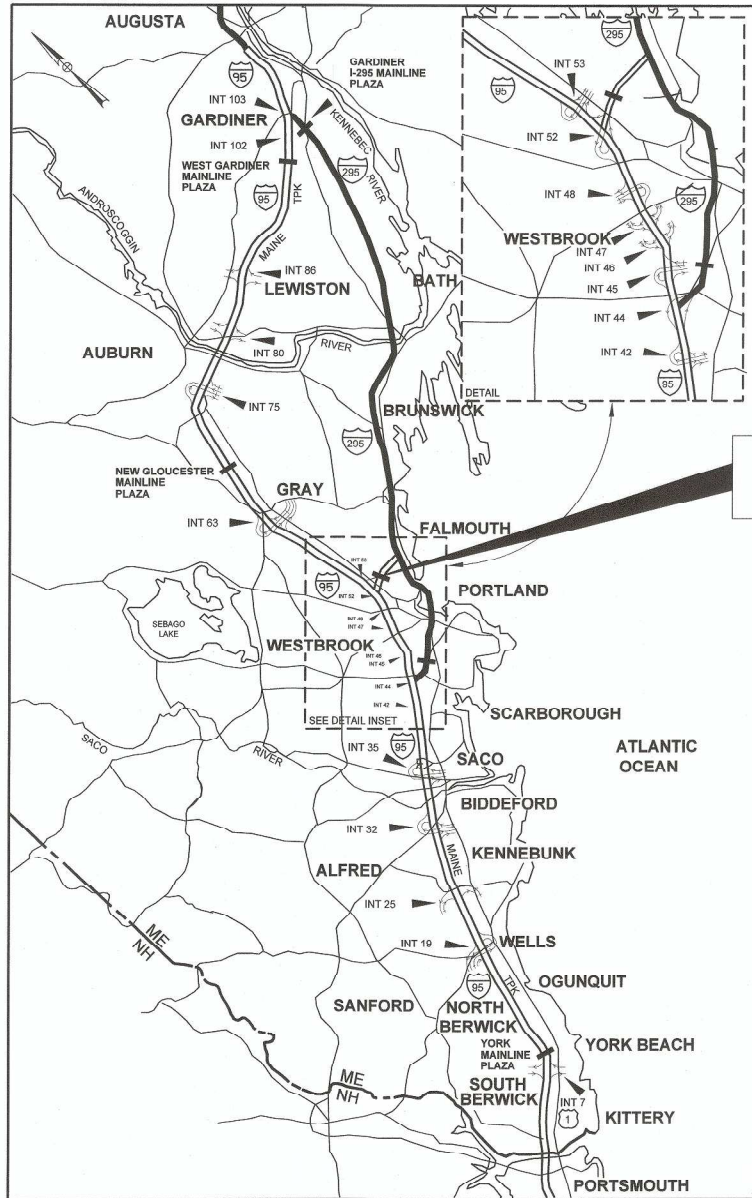 AUGUSTA
95
GARDINER
I-295 MAINLINE
PLAZA
INT 103
GARDINER
INT 102
WEST GARDINER
MAINLINE
PLAZA
KENNEBEC
RIVER
295
95
TPK
MAINE
ANDROSCOGGIN
INT 86
LEWISTON
BATH
RIVER
AUBURN
INT 80
INT 75
BRUNSWICK
NEW GLOUCESTER
MAINLINE
PLAZA
GRAY
INT 63
FALMOUTH
95
INT 52
PORTLAND
SEBAGO
LAKE
INT 47
WESTBROOK
INT 45
INT 44
INT 42
SEE DETAIL INSET
SCARBOROUGH
SACO
RIVER
INT 35
95
SACO
ATLANTIC
OCEAN
BIDDEFORD
INT 32
MAINE
KENNEBUNK
ALFRED
INT 25
INT 19
WELLS
95
TPK
OGUNQUIT
SANFORD
NORTH
BERWICK
YORK
MAINLINE
PLAZA
YORK BEACH
SOUTH
BERWICK
INT 7
1
KITTERY
ME
NH
ME
NH
PORTSMOUTH
295
INT 53
95
INT 52
INT 48
295
WESTBROOK
INT 47
INT 46
INT 45
INT 44
INT 42
95
DETAIL